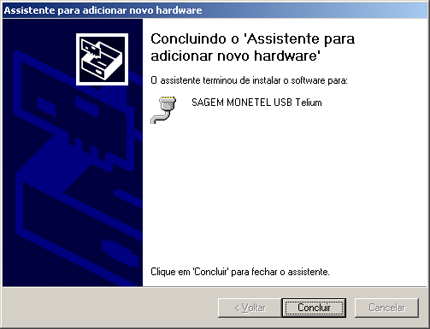 Assistente para adicionar novo hardware
Concluindo o 'Assistente para
adicionar novo hardware'
O assistente terminou de instalar o software para:
SAGEM MONETEL USB Telium
Clique em 'Concluir' para fechar o assistente.
< Voltar
Concluir
Cancelar